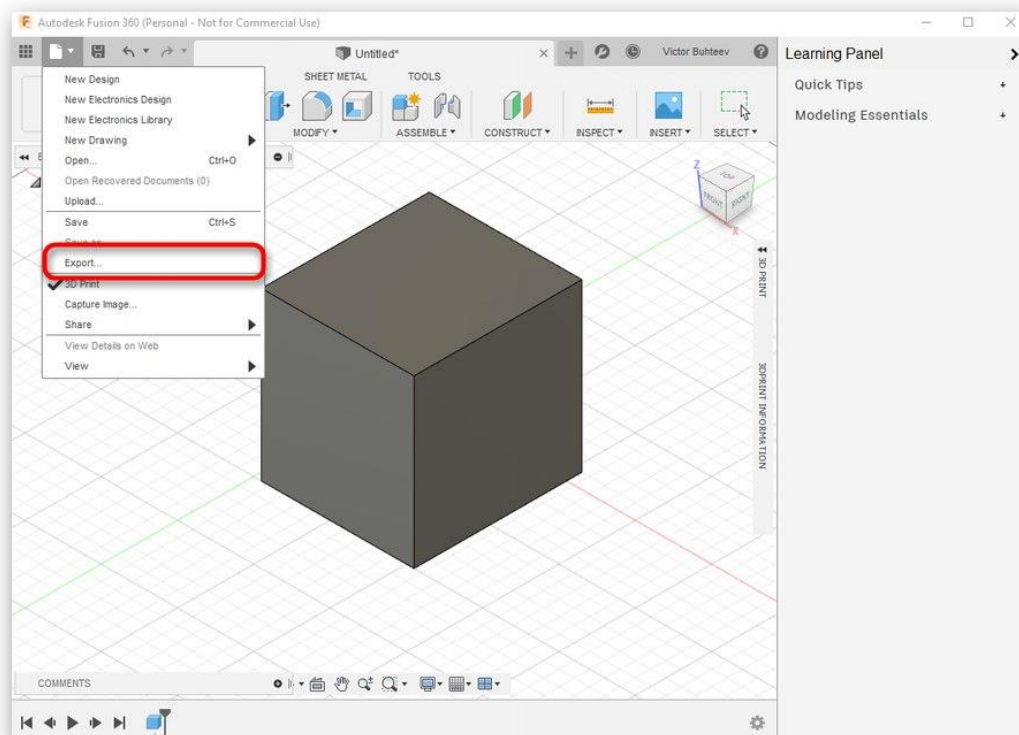 Autodesk Fusion 360 (Personal - Not for Commercial Use)
Untitled*
Victor Buhteev
Learning Panel
Quick Tips
Modeling Essentials
SHEET METAL
TOOLS
MODIFY
ASSEMBLE
CONSTRUCT
INSPECT
INSERT
SELECT
New Design
New Electronics Design
New Electronics Library
New Drawing
Open... Ctrl+O
Open Recovered Documents (0)
Upload...
Save Ctrl+S
Save as
Export...
3D Print
Capture Image...
Share
View Details on Web
View
Z
TOP
FRONT
RIGHT
X
3D PRINT
3DPRINT INFORMATION
COMMENTS